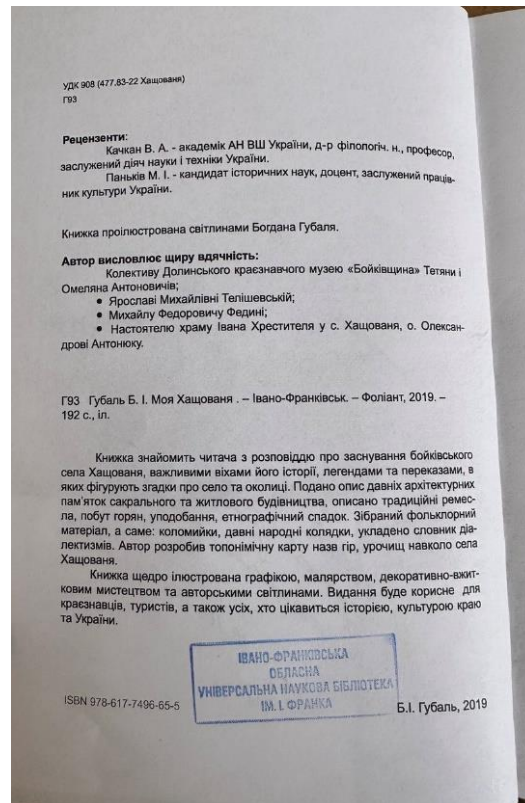 УДК 908 (477.83-22 Хащованя)
Г93
Рецензенти:
Качкан В. А. - академік АН ВШ України, д-р філологіч. н., професор,
заслужений діяч науки і техніки України.
Паньків М. І. - кандидат історичних наук, доцент, заслужений праців-
ник культури України.
Книжка проілюстрована світлинами Богдана Губаля.
Автор висловлює щиру вдячність:
Колективу Долинського краєзнавчого музею «Бойківщина» Тетяни і
Омеляна Антоновичів;
• Ярославі Михайлівні Телішевській;
• Михайлу Федоровичу Федині;
• Настоятелю храму Івана Хрестителя у с. Хащованя, о. Олексан-
дрові Антонюку.
Г93 Губаль Б. І. Моя Хащованя . – Івано-Франківськ. – Фоліант, 2019. –
192 с., іл.
Книжка знайомить читача з розповіддю про заснування бойківського
села Хащованя, важливими віхами його історії, легендами та переказами, в
яких фігурують згадки про село та околиці. Подано опис давніх архітектурних
пам'яток сакрального та житлового будівництва, описано традиційні ремес-
ла, побут горян, уподобання, етнографічний спадок. Зібраний фольклорний
матеріал, а саме: коломийки, давні народні колядки, укладено словник діа-
лектизмів. Автор розробив топонімічну карту назв гір, урочищ навколо села
Хащованя.
Книжка щедро ілюстрована графікою, малярством, декоративно-вжит-
ковим мистецтвом та авторськими світлинами. Видання буде корисне для
краєзнавців, туристів, а також усіх, хто цікавиться історією, культурою краю
та України.
ІВАНО-ФРАНКІВСЬКА
ОБЛАСНА
УНІВЕРСАЛЬНА НАУКОВА БІБЛІОТЕКА
ІМ. І. ФРАНКА
ISBN 978-617-7496-65-5
Б.І. Губаль, 2019